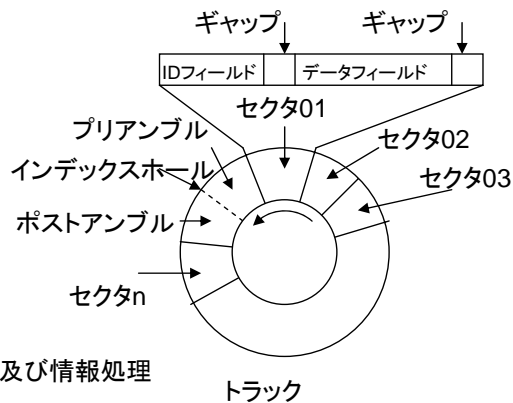 ギャップ
ギャップ
IDフィールド
データフィールド
セクタ01
プリアンブル
セクタ02
インデックスホール
セクタ03
ポストアンブル
セクタn
及び情報処理
トラック